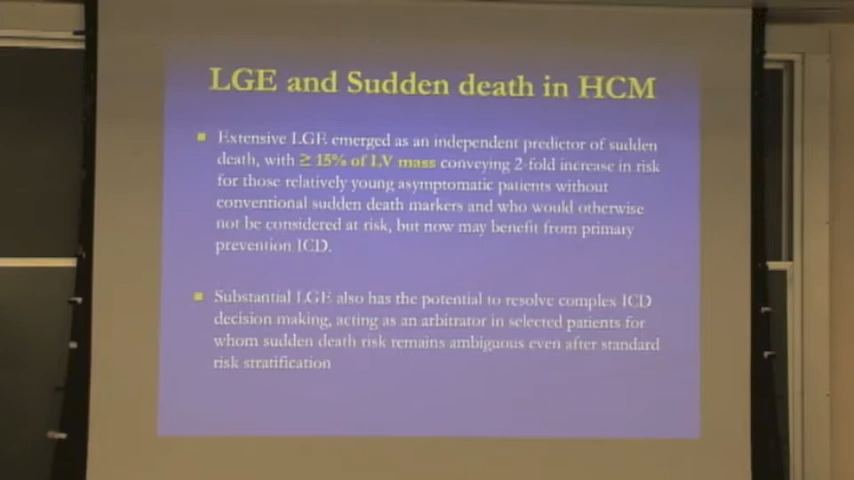 LGE and Sudden death in HCM
Extensive LGE emerged as an independent predictor of sudden
death, with ≥ 15% of LV mass conveying 2-fold increase in risk
for those relatively young asymptomatic patients without
conventional sudden death markers and who would otherwise
not be considered at risk, but now may benefit from primary
prevention ICD.
Substantial LGE also has the potential to resolve complex ICD
decision making, acting as an arbitrator in selected patients for
whom sudden death risk remains ambiguous even after standard
risk stratification